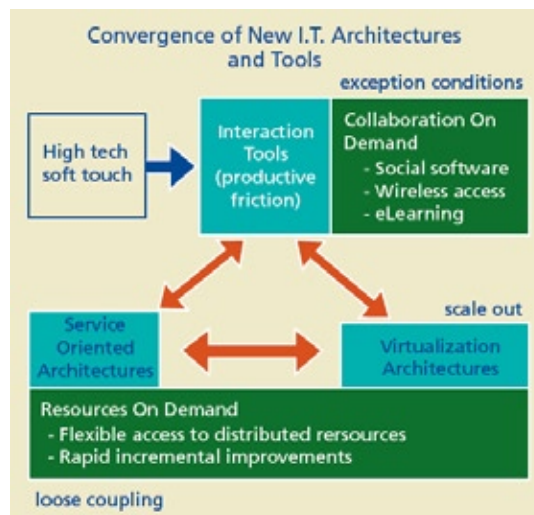 Convergence of New I.T. Architectures
and Tools
exception conditions
High tech
soft touch
Interaction
Tools
(productive
friction)
Collaboration On
Demand
- Social software
- Wireless access
- eLearning
scale out
Service
Oriented
Architectures
Virtualization
Architectures
Resources On Demand
- Flexible access to distributed rersources
- Rapid incremental improvements
loose coupling